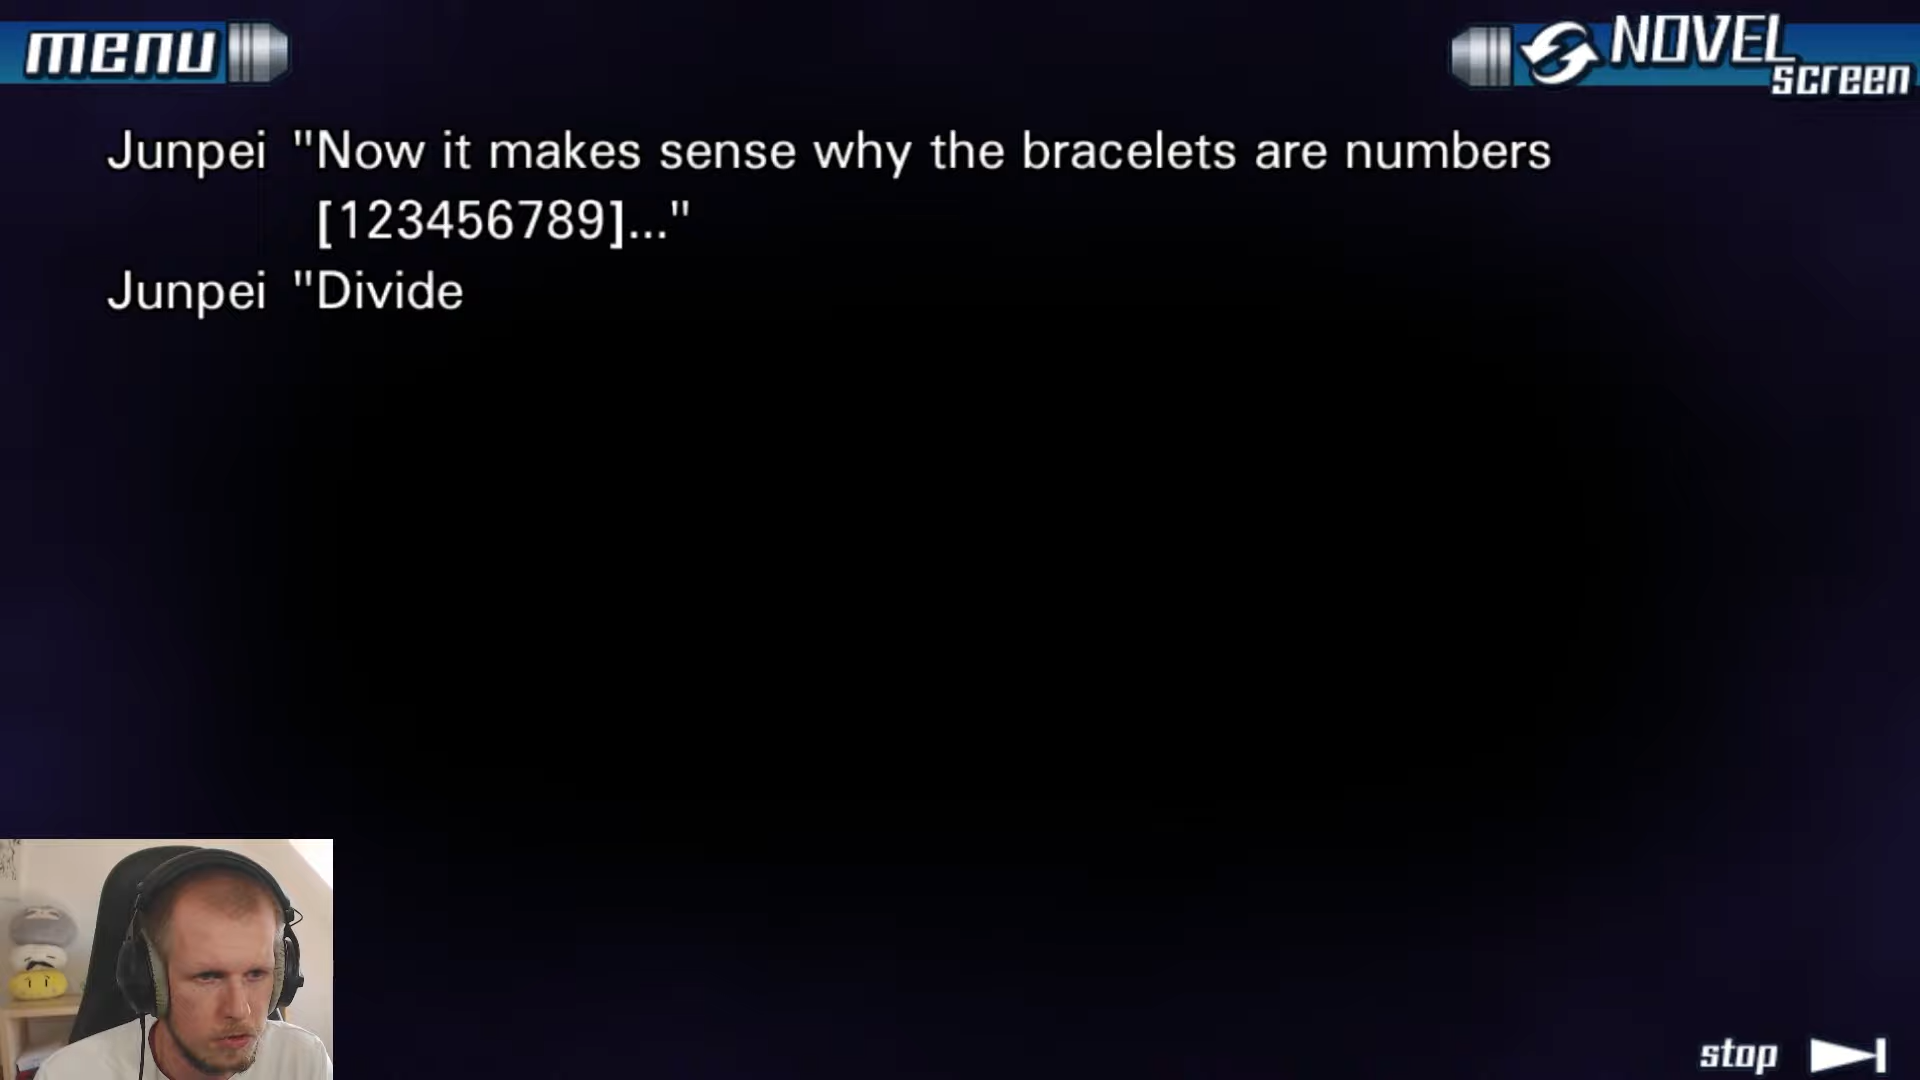 menu
NOVEL
screen
Junpei "Now it makes sense why the bracelets are numbers
[123456789]..."
Junpei "Divide
stop